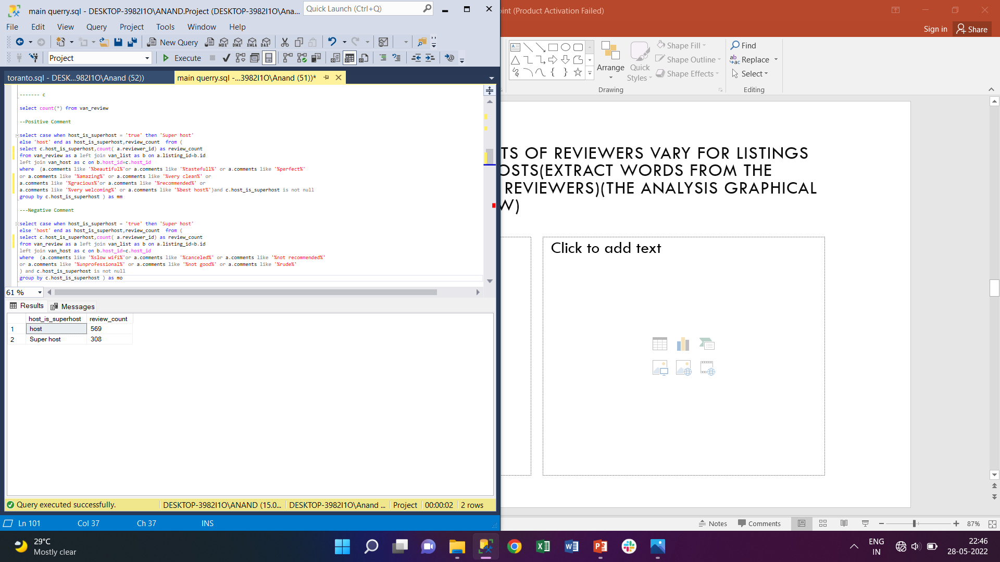 main querry.sql - DESKTOP-3982I1O\ANAND.Project (DESKTOP-3982I1O\Ana...
Quick Launch (Ctrl+Q)
File Edit View Query Project Tools Window Help
New Query
MDX DMX XMLA DAX
Project
Execute
toranto.sql - DESK...982I1O\Anand (52))
main querry.sql -...3982I1O\Anand (51))*
------- c
select count(*) from van_review
--Positive Comment
select case when host_is_superhost = 'true' then 'Super host'
else 'host' end as host_is_superhost,review_count  from (
select c.host_is_superhost,count( a.reviewer_id) as review_count
from van_review as a left join van_list as b on a.listing_id=b.id
left join van_host as c on b.host_id=c.host_id
where  (a.comments like '%beautiful%'or a.comments like '%tastefull%' or a.comments like '%perfect%'
or a.comments like '%amazing%' or a.comments like '%very clean%' or
a.comments like '%gracious%'or a.comments like '%recommended%' or
a.comments like '%very welcoming%' or a.comments like '%best host%')and c.host_is_superhost is not null
group by c.host_is_superhost ) as mm
---Negative Comment
select case when host_is_superhost = 'true' then 'Super host'
else 'host' end as host_is_superhost,review_count  from (
select c.host_is_superhost,count( a.reviewer_id) as review_count
from van_review as a left join van_list as b on a.listing_id=b.id
left join van_host as c on b.host_id=c.host_id
where  (a.comments like '%slow wifi%'or a.comments like '%canceled%' or a.comments like '%not recommended%'
or a.comments like '%unprofessional%' or a.comments like '%not good%' or a.comments like '%rude%'
) and c.host_is_superhost is not null
group by c.host_is_superhost ) as mo
61 %
Results Messages
host_is_superhost review_count
1 host 569
2 Super host 308
Query executed successfully.
DESKTOP-3982I1O\ANAND (15.0... DESKTOP-3982I1O\Anand ... Project 00:00:02 2 rows
Ln 101 Col 37 Ch 37 INS
oint (Product Activation Failed)
Sign in Share
Arrange
Quick Styles
Shape Fill
Shape Outline
Shape Effects
Drawing
Find
Replace
Select
Editing
TS OF REVIEWERS VARY FOR LISTINGS
OSTS(EXTRACT WORDS FROM THE
REVIEWERS)(THE ANALYSIS GRAPHICAL
W)
Click to add text
Notes Comments 87%
29°C
Mostly clear
ENG
IN
22:46
28-05-2022